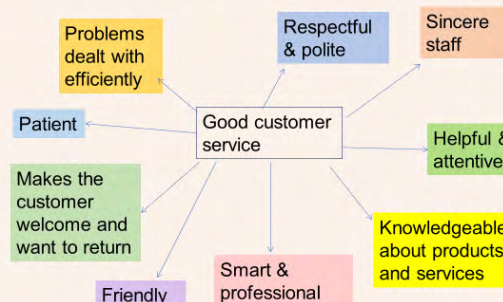 Problems
dealt with
efficiently
Respectful
& polite
Sincere
staff
Patient
Good customer
service
Helpful &
attentive
Makes the
customer
welcome and
want to return
Knowledgeable
about products
and services
Friendly
Smart &
professional